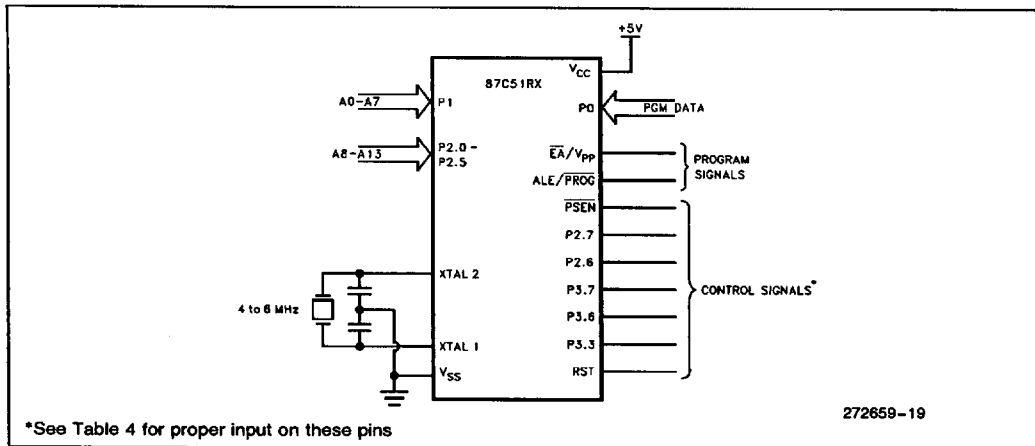 +5V
VCC
87C51RX
A0-A7
P1
P0
PGM DATA
A8-A13
P2.0-
P2.5
EA/VPP
ALE/PROG
PROGRAM
SIGNALS
PSEN
P2.7
P2.6
P3.7
P3.6
P3.3
RST
CONTROL SIGNALS*
XTAL 2
4 to 6 MHz
XTAL 1
VSS
272659-19
*See Table 4 for proper input on these pins